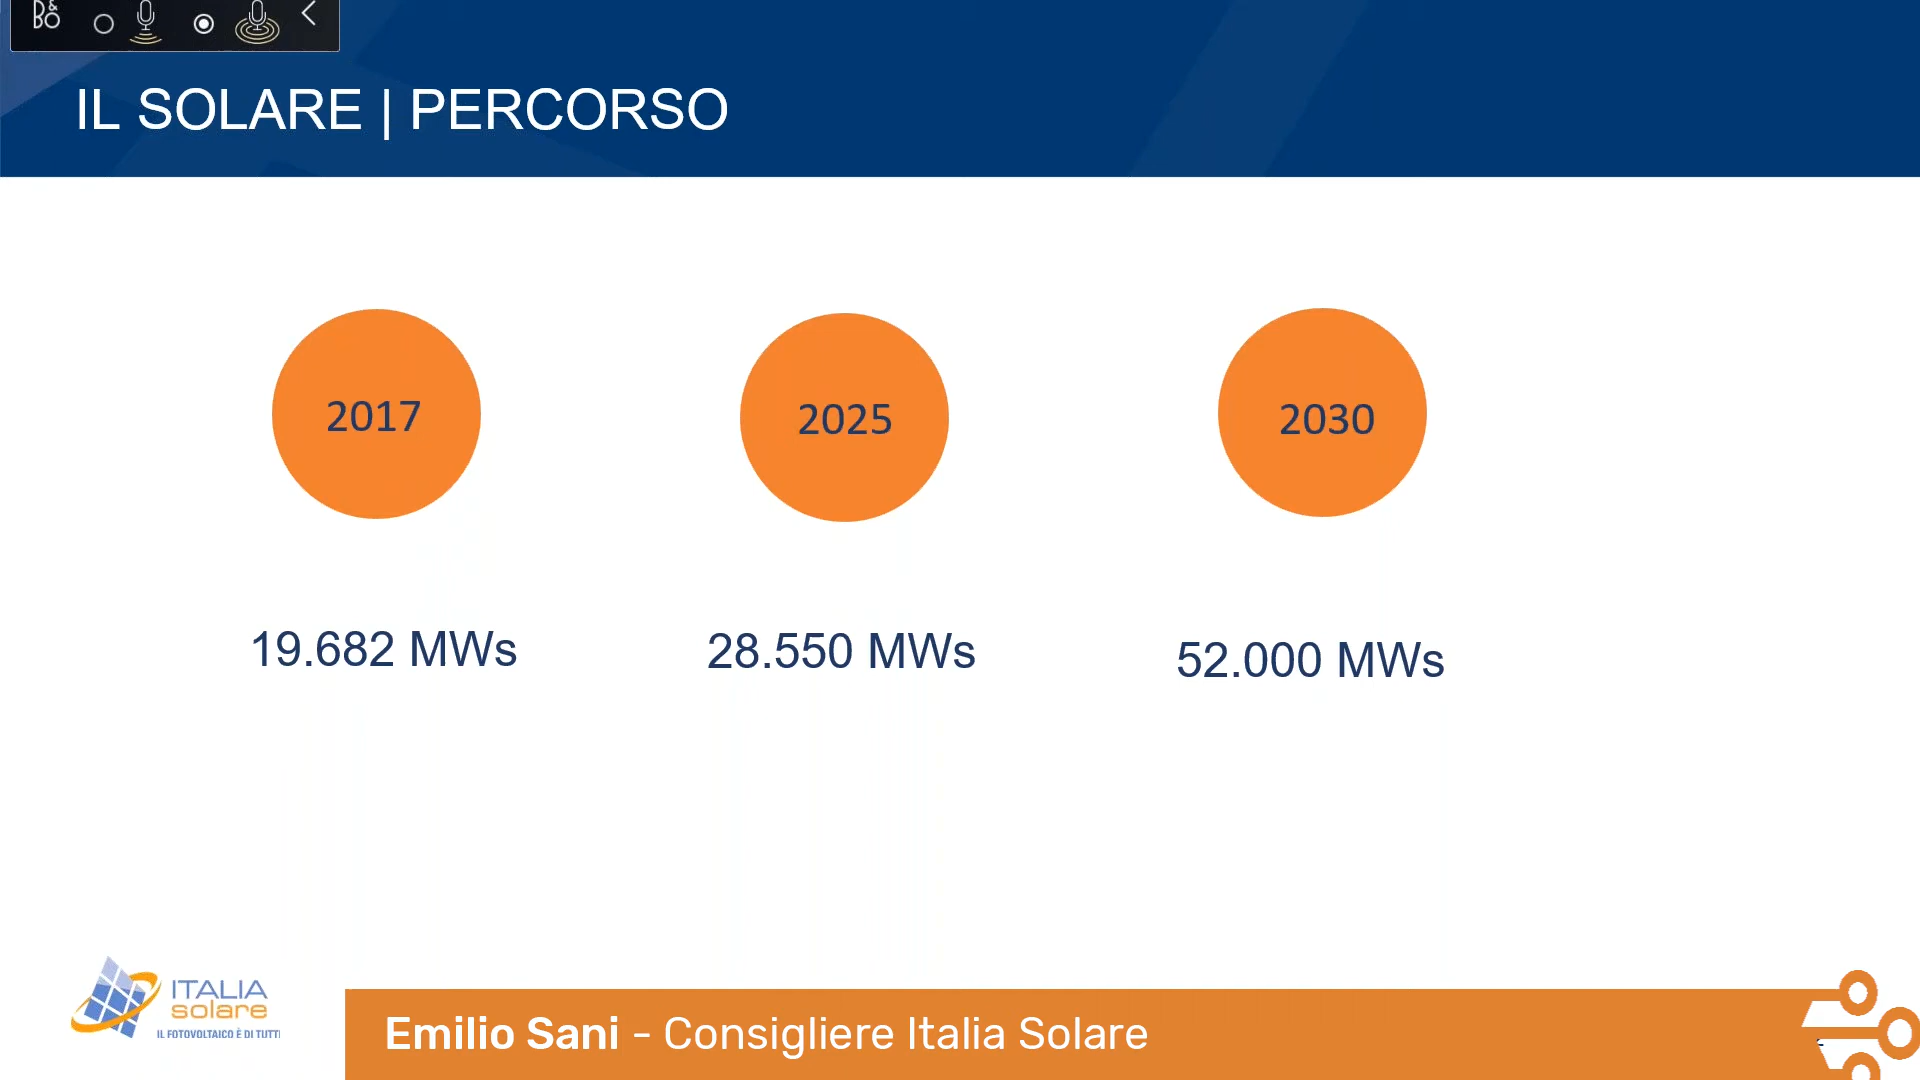 B&O
IL SOLARE | PERCORSO
2017
2025
2030
19.682 MWs
28.550 MWs
52.000 MWs
ITALIA
solare
IL FOTOVOLTAICO È DI TUTTI
Emilio Sani - Consigliere Italia Solare